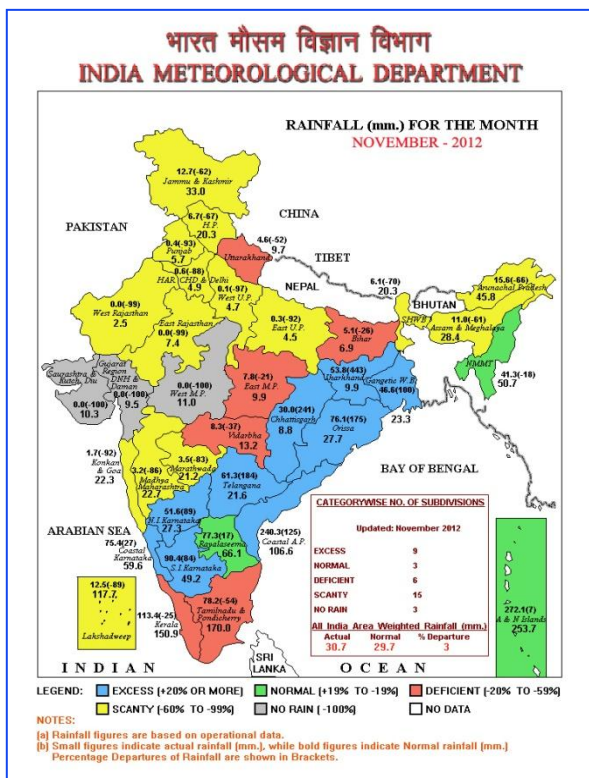 भारत मौसम विज्ञान विभाग
INDIA METEOROLOGICAL DEPARTMENT
RAINFALL (mm.) FOR THE MONTH
NOVEMBER - 2012
12.7(-62)
Jammu & Kashmir
33.0
PAKISTAN
CHINA
6.7(-67)
H.P.
20.3
0.4(-93)
Punjab
5.7
4.6(-52)
9.7
Uttarakhand
TIBET
0.6(-88)
HAR. CHD & Delhi
4.9
0.1(-97)
West U.P.
4.7
NEPAL
6.1(-70)
20.3
15.6(-66)
Arunachal Pradesh
45.8
BHUTAN
0.0(-99)
West Rajasthan
2.5
East Rajasthan
0.0(-99)
7.4
0.3(-92)
East U.P.
4.5
5.1(-26)
Bihar
6.9
SHWB
11.0(-61)
Assam & Meghalaya
28.4
NMMT
41.3(-18)
50.7
Gujarat
Region
DNH &
Daman
0.0(-100)
9.5
Saurashtra &
Kutch, Diu
0.0(-100)
10.3
0.0(-100)
West M.P.
11.0
7.8(-21)
East M.P.
9.9
53.8(443)
Jharkhand
9.9
Gangetic W.B.
46.6(100)
23.3
30.0(241)
Chhattisgarh
8.8
76.1(175)
Orissa
27.7
8.3(-37)
Vidarbha
13.2
1.7(-92)
Konkan
& Goa
22.3
3.2(-86)
Madhya
Maharashtra
22.7
3.5(-83)
Marathwada
21.2
61.3(184)
Telangana
21.6
BAY OF BENGAL
ARABIAN SEA
51.6(89)
N.I.Karnataka
27.3
77.3(17)
Rayalaseema
66.1
240.3(125)
Coastal A.P.
106.6
75.4(27)
Coastal
Karnataka
59.6
90.4(84)
S.I.Karnataka
49.2
12.5(-89)
117.7
Lakshadweep
113.4(-25)
Kerala
150.9
78.2(-54)
Tamilnadu &
Pondicherry
170.0
272.1(7)
A & N Islands
253.7
CATEGORYWISE NO. OF SUBDIVISIONS
Updated: November 2012
EXCESS 9
NORMAL 3
DEFICIENT 6
SCANTY 15
NO RAIN 3
All India Area Weighted Rainfall (mm.)
Actual Normal % Departure
30.7 29.7 3
SRI
LANKA
INDIAN OCEAN
LEGEND: EXCESS (+20% OR MORE) NORMAL (+19% TO -19%) DEFICIENT (-20% TO -59%)
SCANTY (-60% TO -99%) NO RAIN (-100%) NO DATA
NOTES:
(a) Rainfall figures are based on operational data.
(b) Small figures indicate actual rainfall (mm.), while bold figures indicate Normal rainfall (mm.)
Percentage Departures of Rainfall are shown in Brackets.